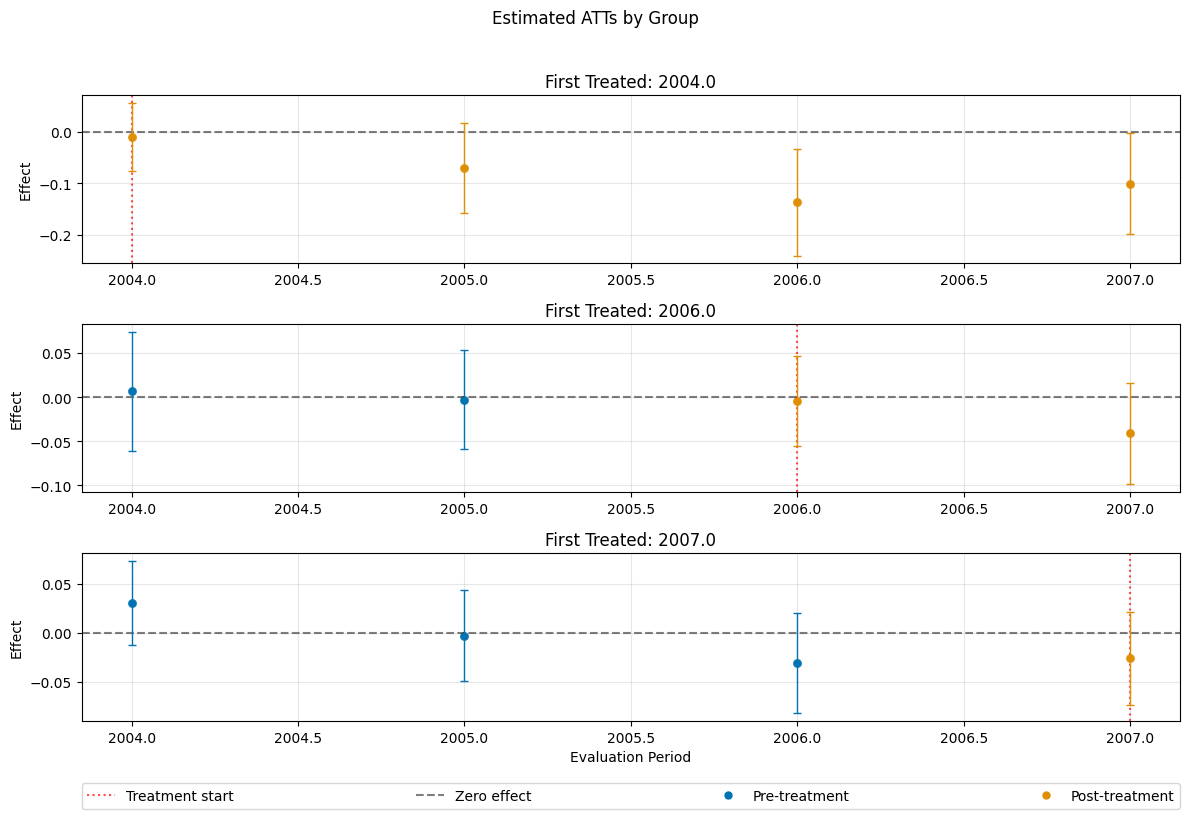 Estimated ATTs by Group
First Treated: 2004.0
Effect
0.0
−0.1
−0.2
2004.0 2004.5 2005.0 2005.5 2006.0 2006.5 2007.0
First Treated: 2006.0
Effect
0.05
0.00
−0.05
−0.10
2004.0 2004.5 2005.0 2005.5 2006.0 2006.5 2007.0
First Treated: 2007.0
Effect
0.05
0.00
−0.05
2004.0 2004.5 2005.0 2005.5 2006.0 2006.5 2007.0
Evaluation Period
Treatment start Zero effect Pre-treatment Post-treatment